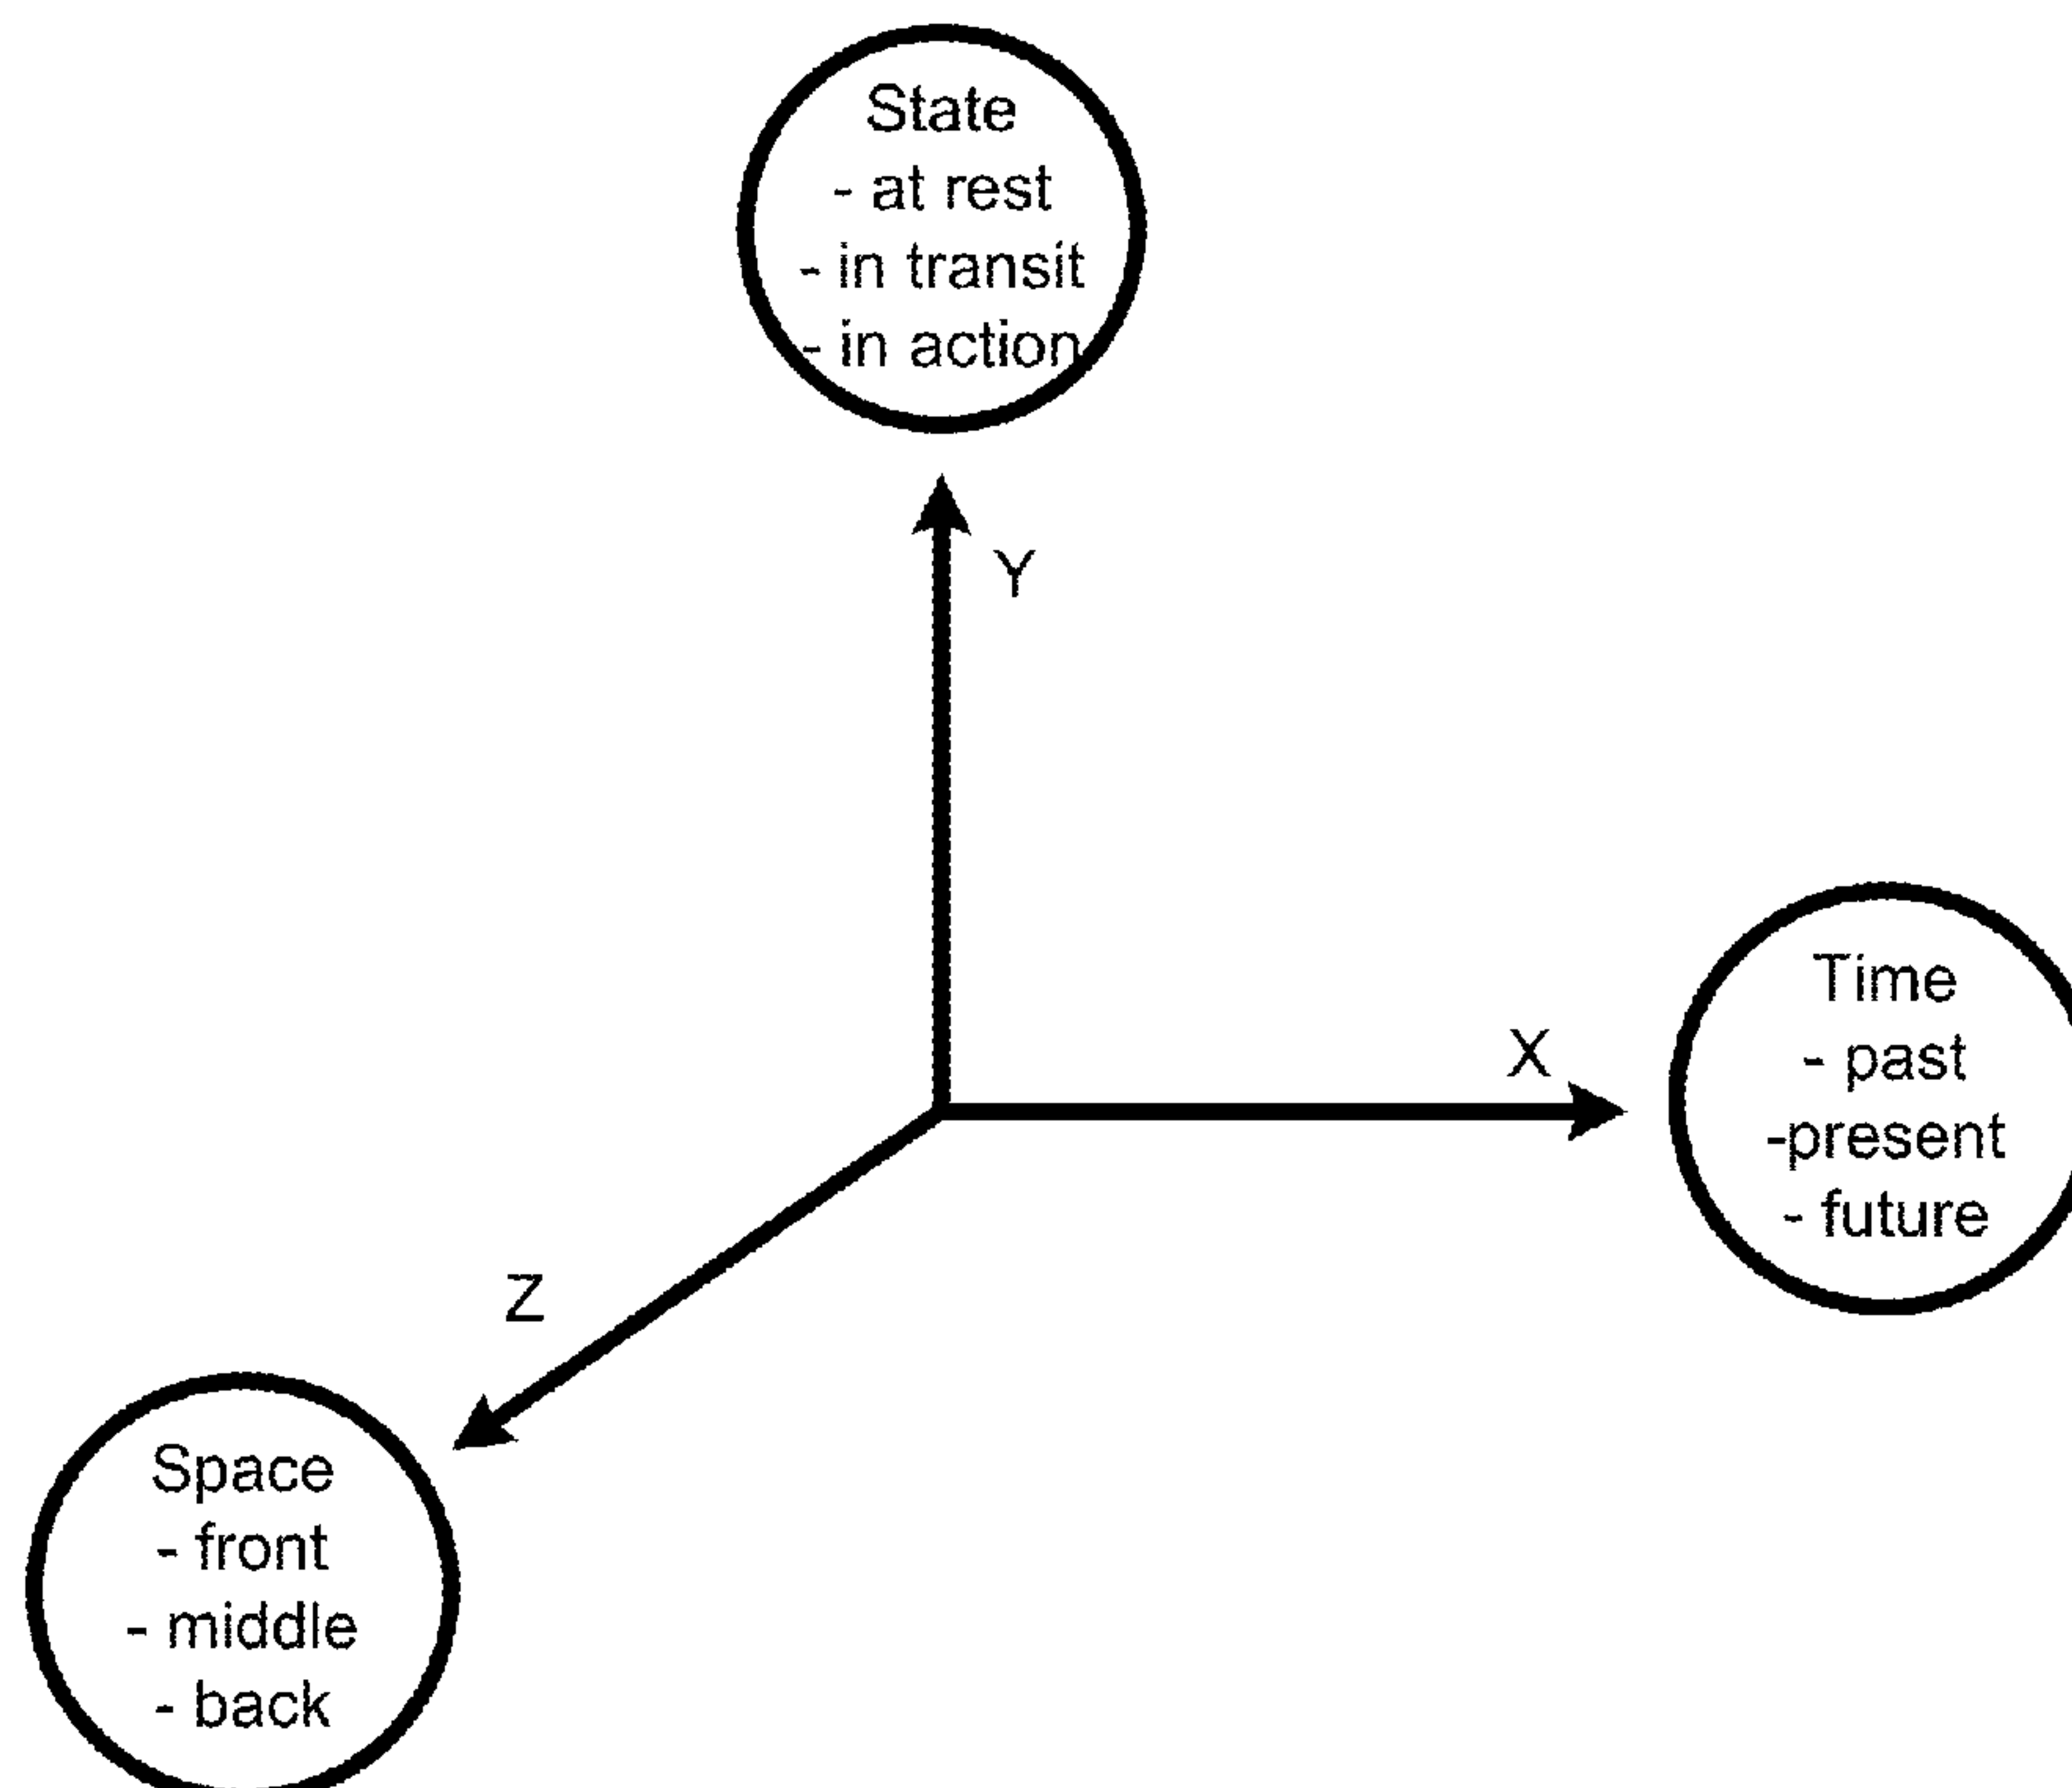 State
- at rest
- in transit
- in action
Y
X
Time
- past
-present
- future
Z
Space
- front
- middle
- back